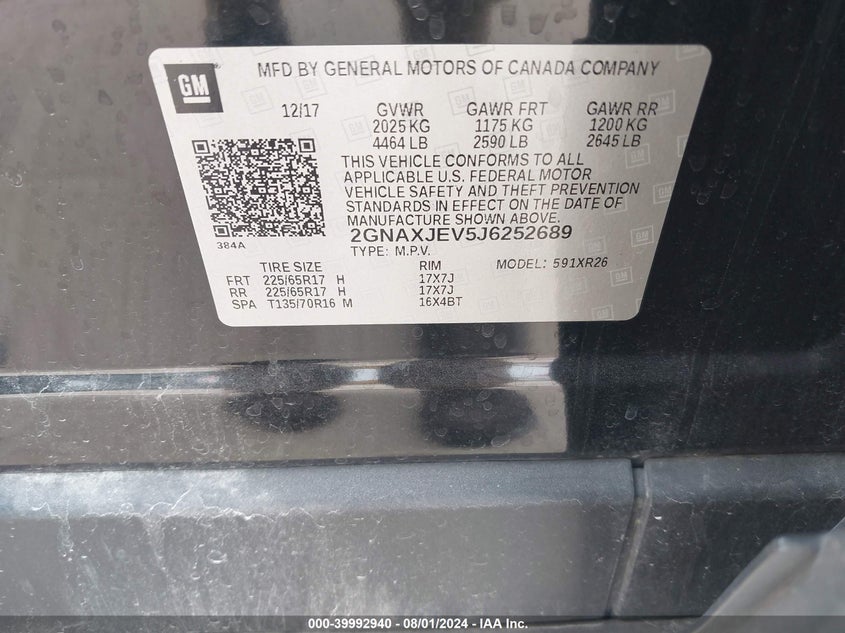 GM
MFD BY GENERAL MOTORS OF CANADA COMPANY
12/17 GVWR GAWR FRT GAWR RR
2025 KG 1175 KG 1200 KG
4464 LB 2590 LB 2645 LB
THIS VEHICLE CONFORMS TO ALL
APPLICABLE U.S. FEDERAL MOTOR
VEHICLE SAFETY AND THEFT PREVENTION
STANDARDS IN EFFECT ON THE DATE OF
MANUFACTURE SHOWN ABOVE.
384A
2GNAXJEV5J6252689
TYPE: M.P.V.
TIRE SIZE RIM MODEL: 591XR26
FRT 225/65R17 H 17X7J
RR 225/65R17 H 17X7J
SPA T135/70R16 M 16X4BT
000-39992940 - 08/01/2024 - IAA Inc.